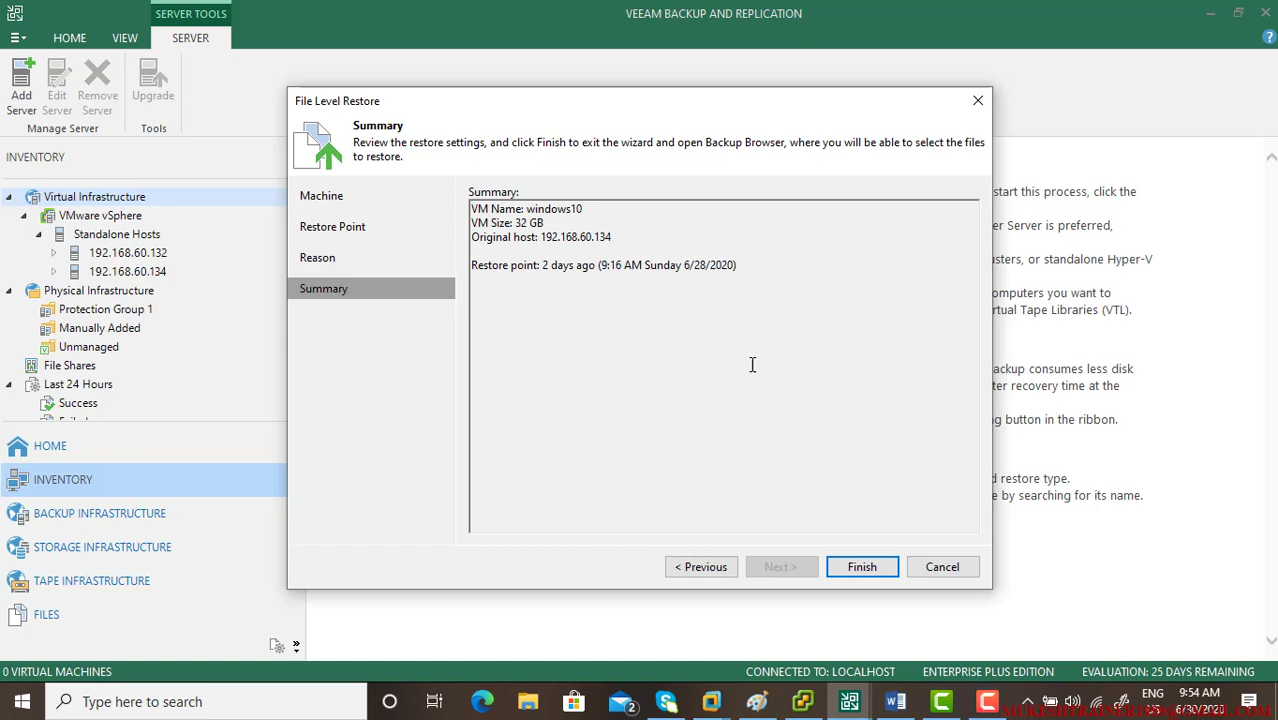 SERVER TOOLS
VEEAM BACKUP AND REPLICATION
HOME VIEW SERVER
Add Server
Edit Server
Remove Server
Upgrade
Manage Server
Tools
INVENTORY
Virtual Infrastructure
VMware vSphere
Standalone Hosts
192.168.60.132
192.168.60.134
Physical Infrastructure
Protection Group 1
Manually Added
Unmanaged
File Shares
Last 24 Hours
Success
HOME
INVENTORY
BACKUP INFRASTRUCTURE
STORAGE INFRASTRUCTURE
TAPE INFRASTRUCTURE
FILES
File Level Restore
Summary
Review the restore settings, and click Finish to exit the wizard and open Backup Browser, where you will be able to select the files
to restore.
Machine
Restore Point
Reason
Summary
Summary:
VM Name: windows10
VM Size: 32 GB
Original host: 192.168.60.134
Restore point: 2 days ago (9:16 AM Sunday 6/28/2020)
< Previous
Next >
Finish
Cancel
start this process, click the
er Server is preferred,
usters, or standalone Hyper-V
omputers you want to
rtual Tape Libraries (VTL).
ackup consumes less disk
ter recovery time at the
ng button in the ribbon.
d restore type.
e by searching for its name.
0 VIRTUAL MACHINES
CONNECTED TO: LOCALHOST
ENTERPRISE PLUS EDITION
EVALUATION: 25 DAYS REMAINING
Type here to search
2
ENG
9:54 AM
6/30/2020